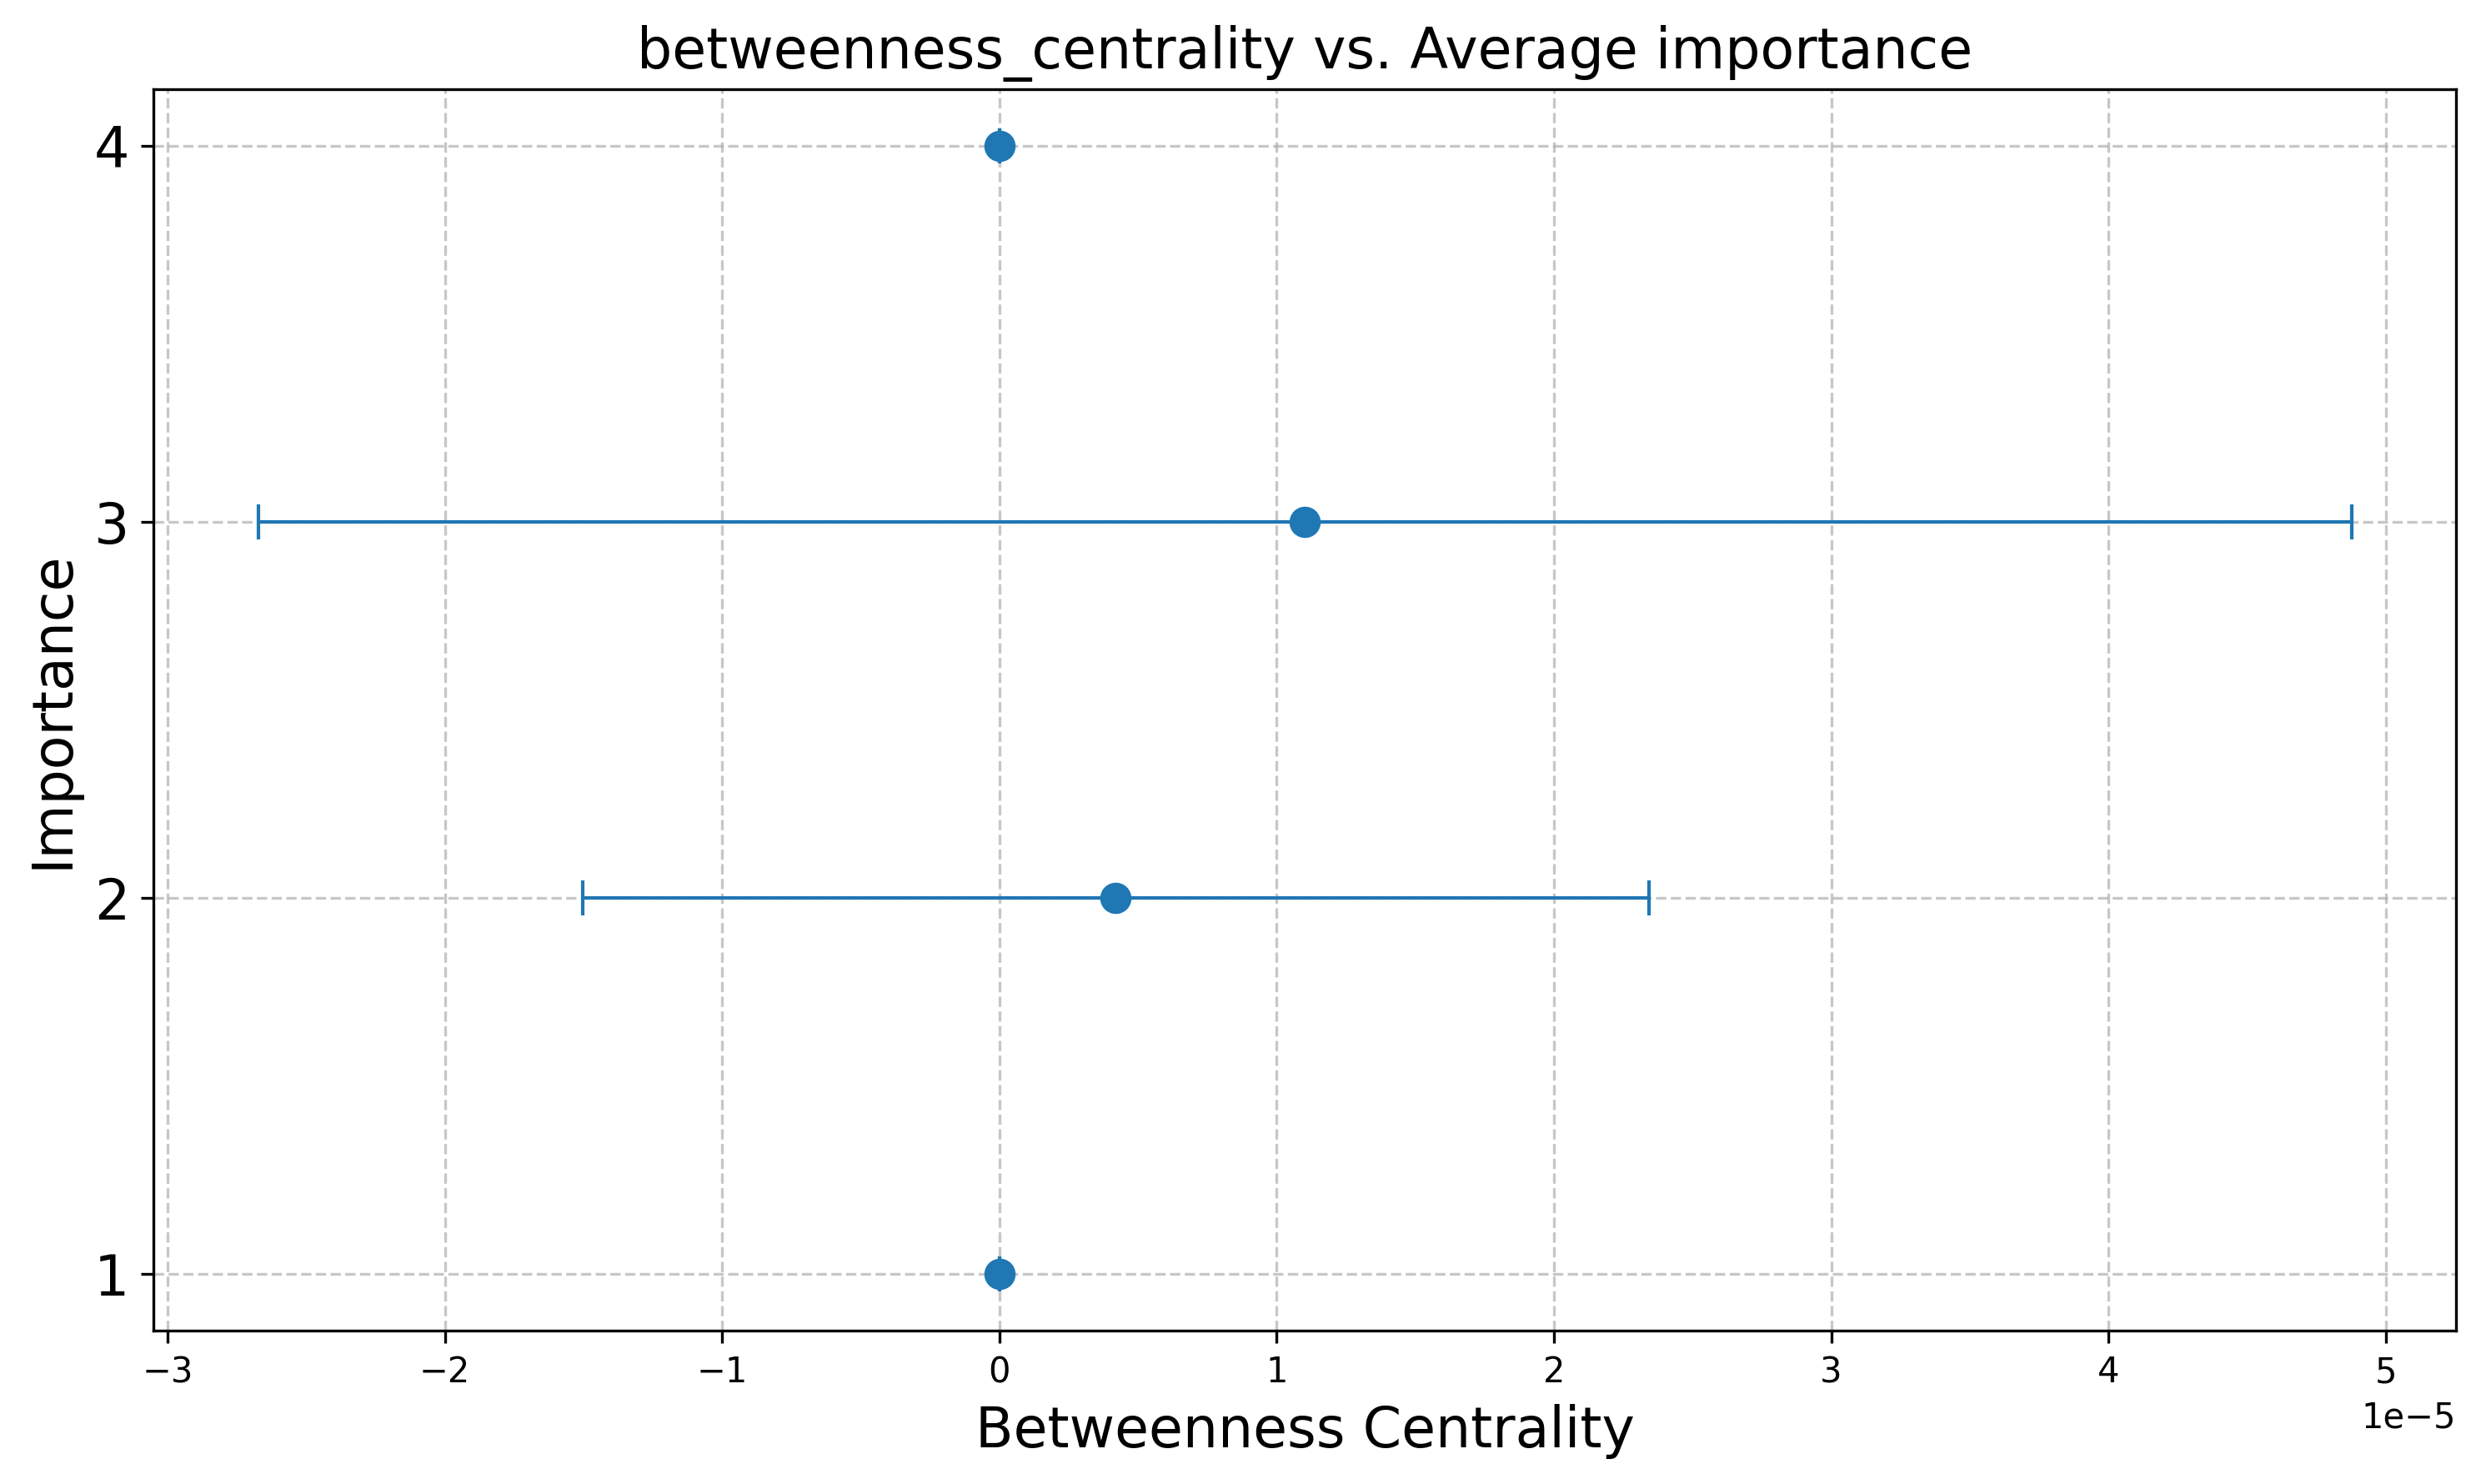 betweenness_centrality vs. Average importance
4
3
2
1
Importance
−3 −2 −1 0 1 2 3 4 5
1e−5
Betweenness Centrality